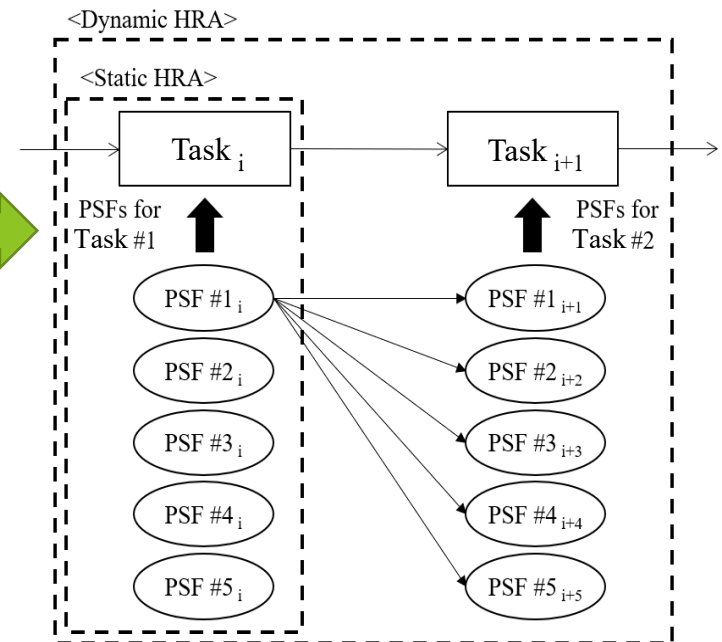 <Dynamic HRA>
<Static HRA>
Task i
Task i+1
PSFs for
Task #1
PSFs for
Task #2
PSF #1 i
PSF #1 i+1
PSF #2 i
PSF #2 i+2
PSF #3 i
PSF #3 i+3
PSF #4 i
PSF #4 i+4
PSF #5 i
PSF #5 i+5